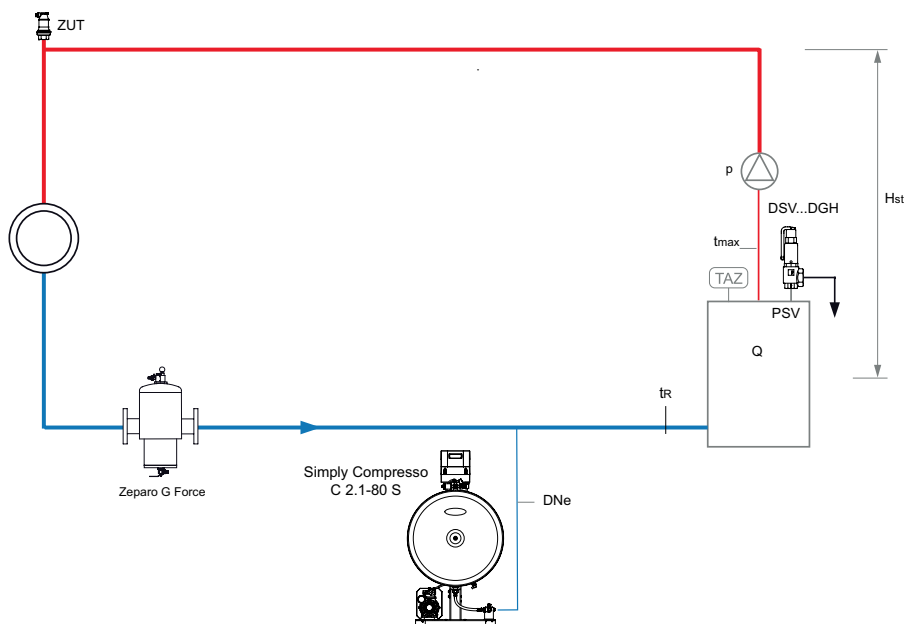 ZUT
p
Hst
DSV...DGH
tmax
TAZ
PSV
Q
tR
Simply Compresso
C 2.1-80 S
DNe
Zeparo G Force